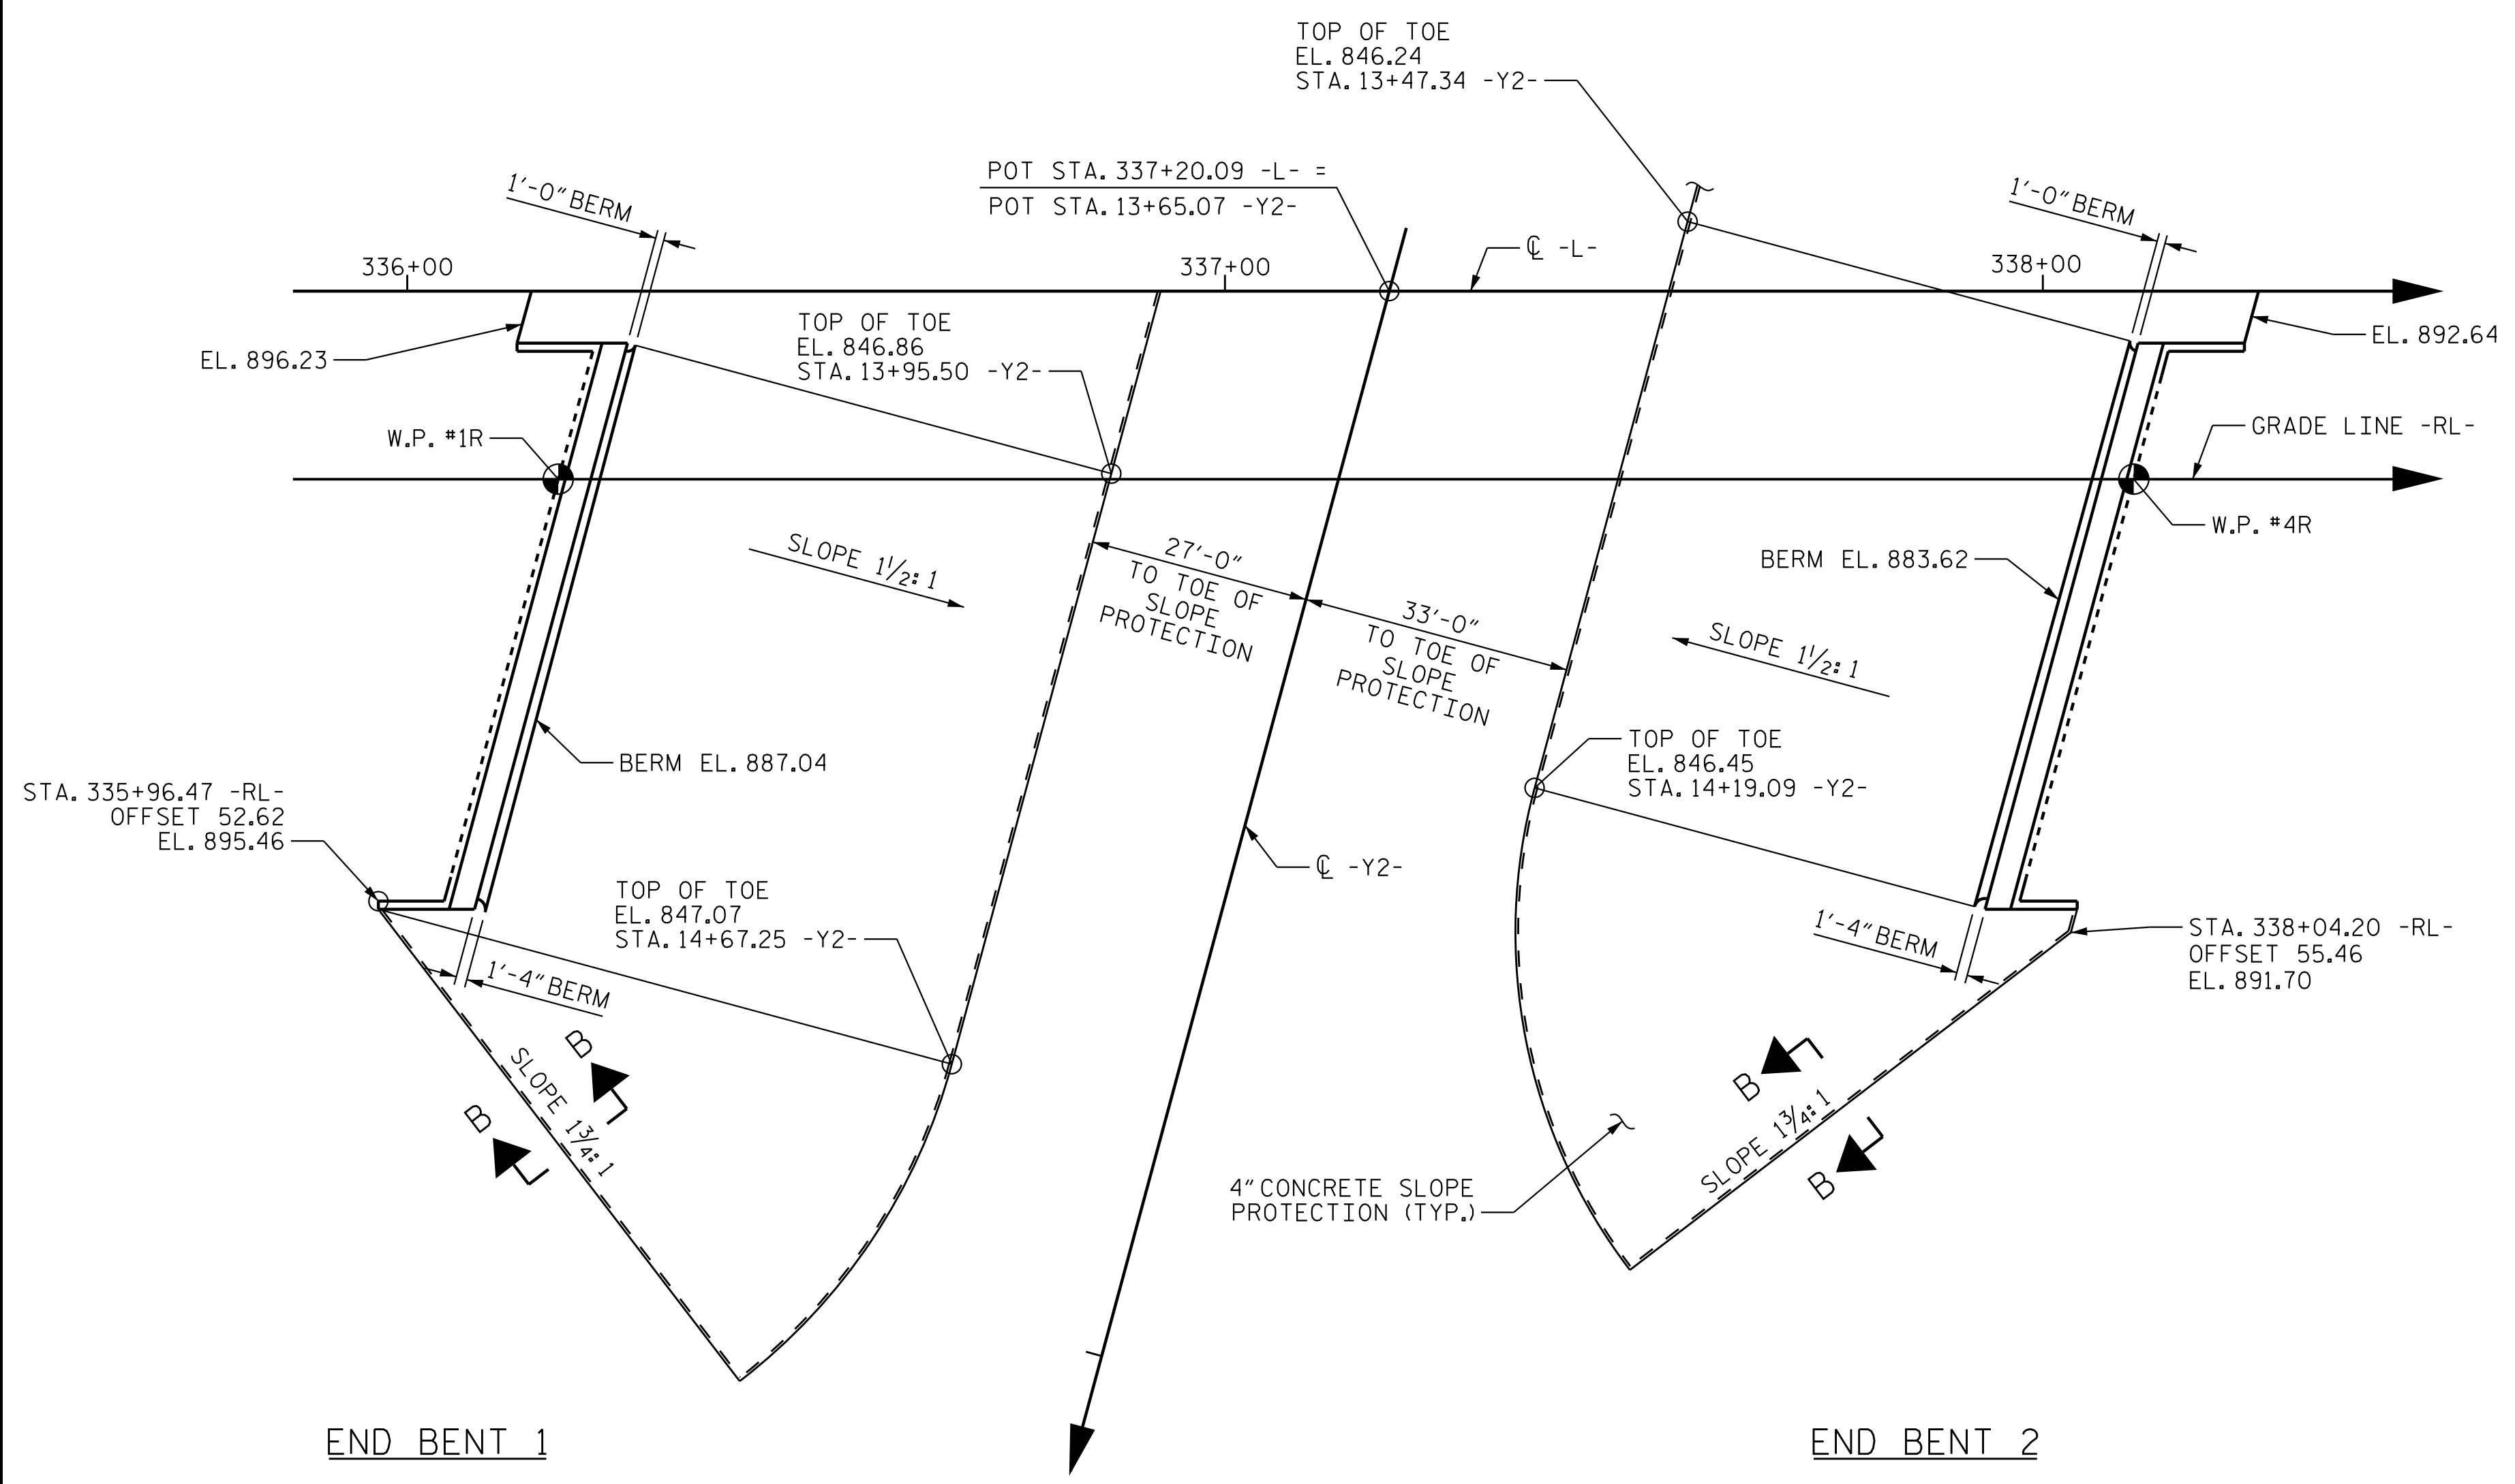 TOP OF TOE
EL. 846.24
STA. 13+47.34 -Y2-
POT STA. 337+20.09 -L- =
POT STA. 13+65.07 -Y2-
1'-0" BERM
1'-0" BERM
℄ -L-
336+00
337+00
338+00
TOP OF TOE
EL. 846.86
STA. 13+95.50 -Y2-
EL. 896.23
EL. 892.64
W.P. #1R
GRADE LINE -RL-
W.P. #4R
SLOPE 1½:1
27'-0"
TO TOE OF
SLOPE
PROTECTION
33'-0"
TO TOE OF
SLOPE
PROTECTION
BERM EL. 883.62
SLOPE 1½:1
BERM EL. 887.04
TOP OF TOE
EL. 846.45
STA. 14+19.09 -Y2-
STA. 335+96.47 -RL-
OFFSET 52.62
EL. 895.46
℄ -Y2-
TOP OF TOE
EL. 847.07
STA. 14+67.25 -Y2-
1'-4" BERM
1'-4" BERM
STA. 338+04.20 -RL-
OFFSET 55.46
EL. 891.70
B
B
SLOPE 1¾:1
B
B
SLOPE 1¾:1
4" CONCRETE SLOPE
PROTECTION (TYP.)
END BENT 1
END BENT 2